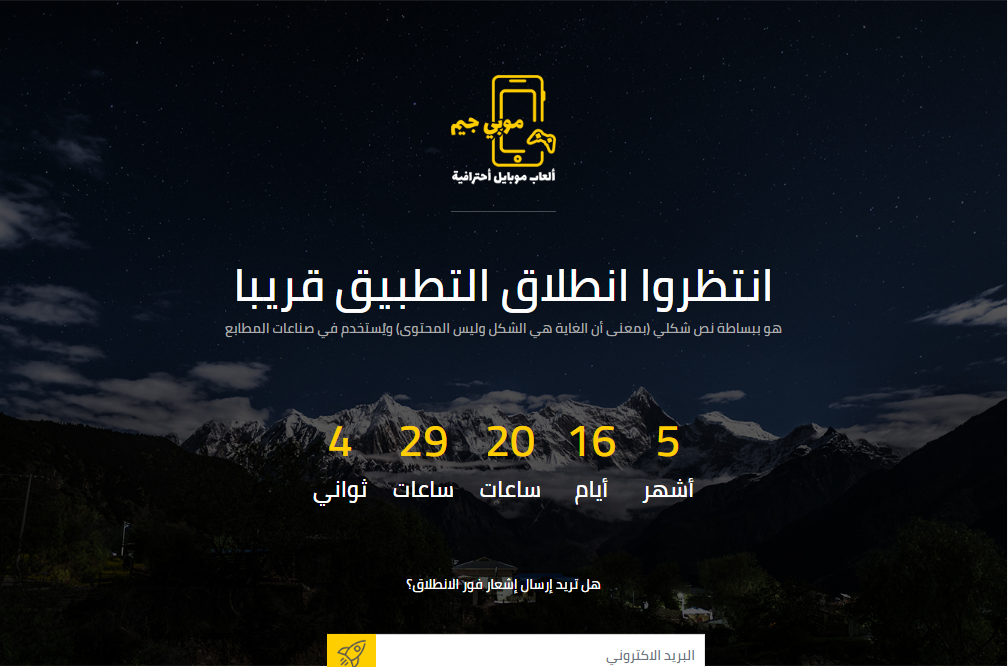 موبي جيم
ألعاب موبايل أحترافية
انتظروا انطلاق التطبيق قريبا
هو ببساطة نص شكلي (بمعنى أن الغاية هي الشكل وليس المحتوى) ويُستخدم في صناعات المطابع
5 16 20 29 4
أشهر أيام ساعات ساعات ثواني
هل تريد إرسال إشعار فور الانطلاق؟
البريد الاكتروني